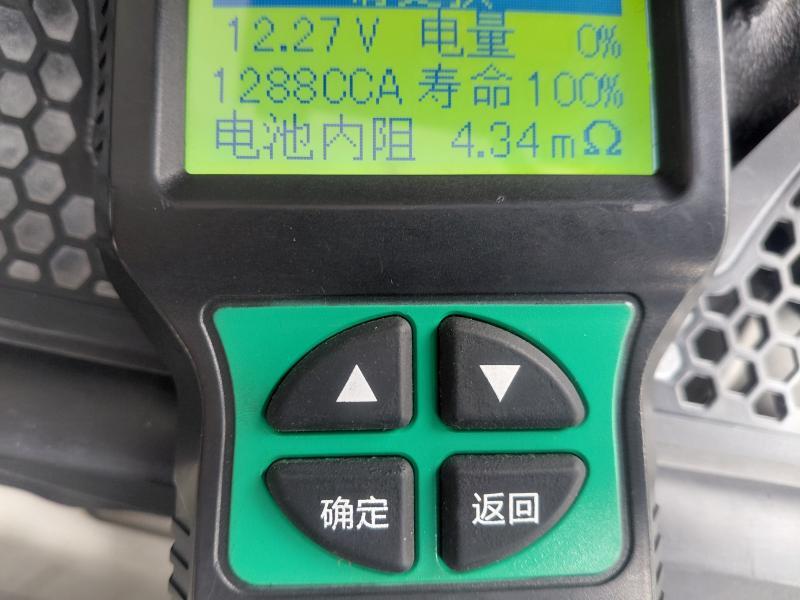 12.27V 电量 0%
1288CCA 寿命 100%
电池内阻 4.34mΩ
▲ ▼
确定 返回